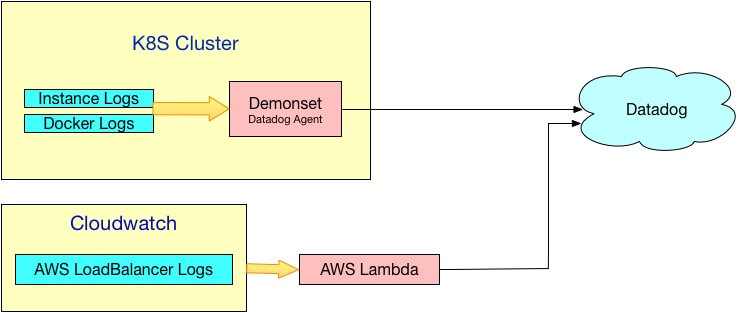 K8S Cluster
Instance Logs
Docker Logs
Demonset
Datadog Agent
Datadog
Cloudwatch
AWS LoadBalancer Logs
AWS Lambda